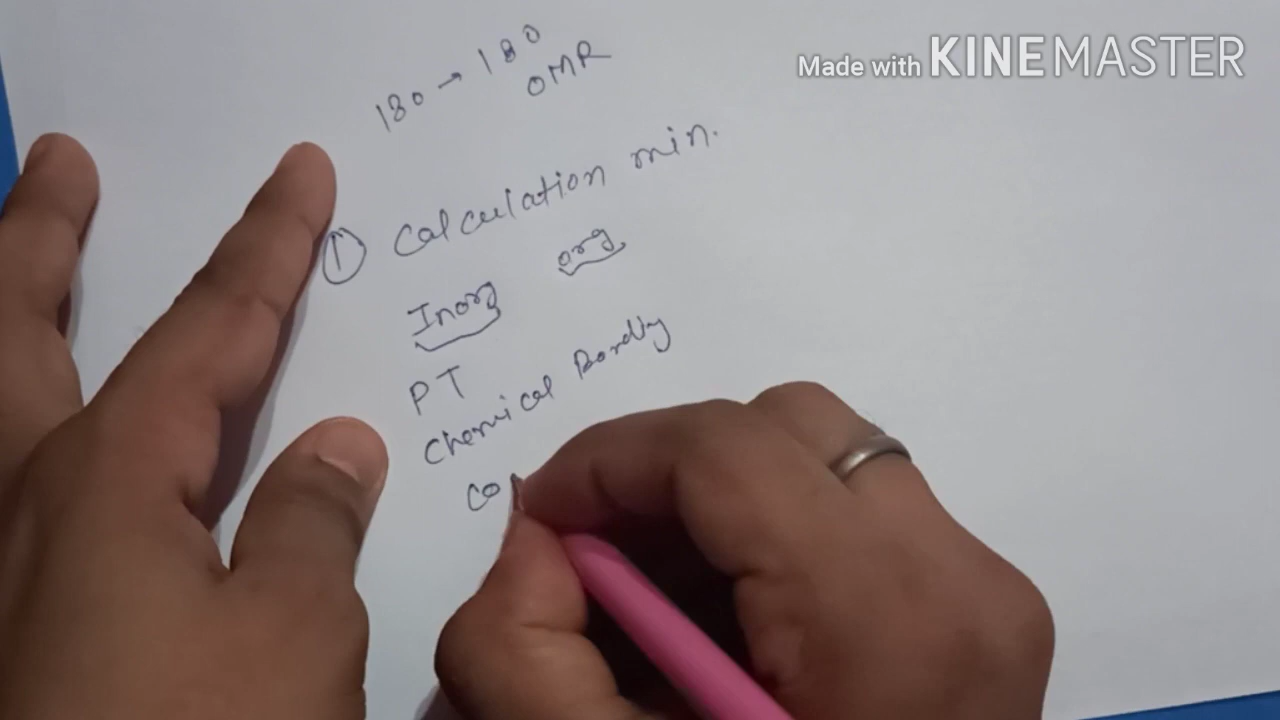 Made with KINEMASTER
180 → 180
OMR
① Calculation min.
Inorg org
PT
Chemical Bonding
Co